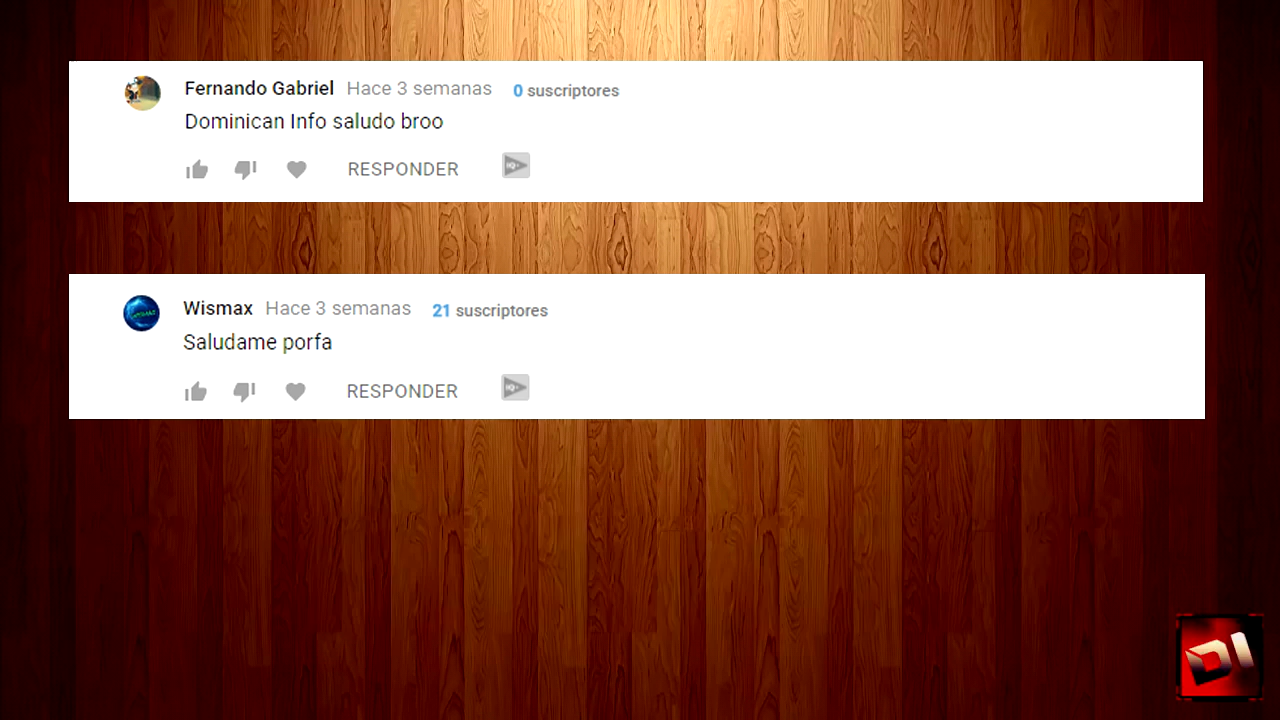 Fernando Gabriel Hace 3 semanas 0 suscriptores
Dominican Info saludo broo
RESPONDER
Wismax Hace 3 semanas 21 suscriptores
Saludame porfa
RESPONDER
DI